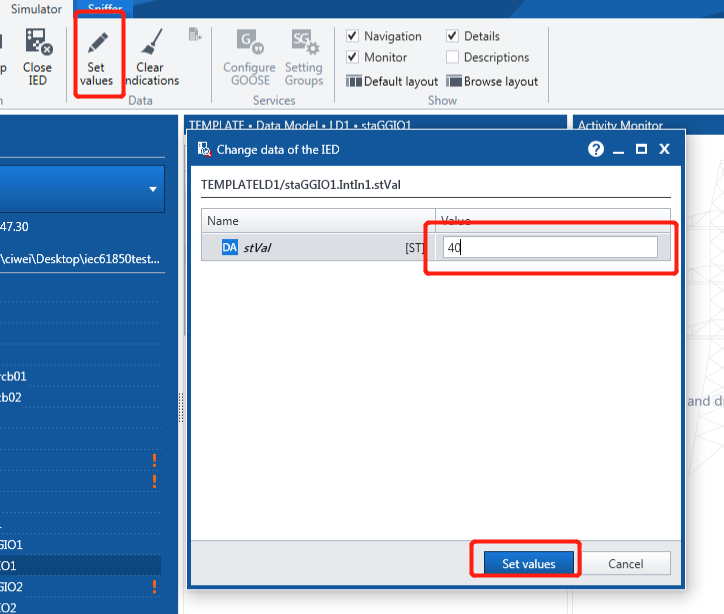 Simulator
Sniffer
Close
IED
Set
values
Clear
indications
Data
Configure
GOOSE
Setting
Groups
Services
Navigation
Details
Monitor
Descriptions
Default layout
Browse layout
Show
TEMPLATE • Data Model • LD1 • staGGIO1
Activity Monitor
Change data of the IED
TEMPLATELD1/staGGIO1.IntIn1.stVal
Name
Value
DA stVal [ST] 40
47.30
\ciwei\Desktop\iec61850test...
rcb01
cb02
GIO1
IO1
GIO2
IO2
and d
Set values
Cancel